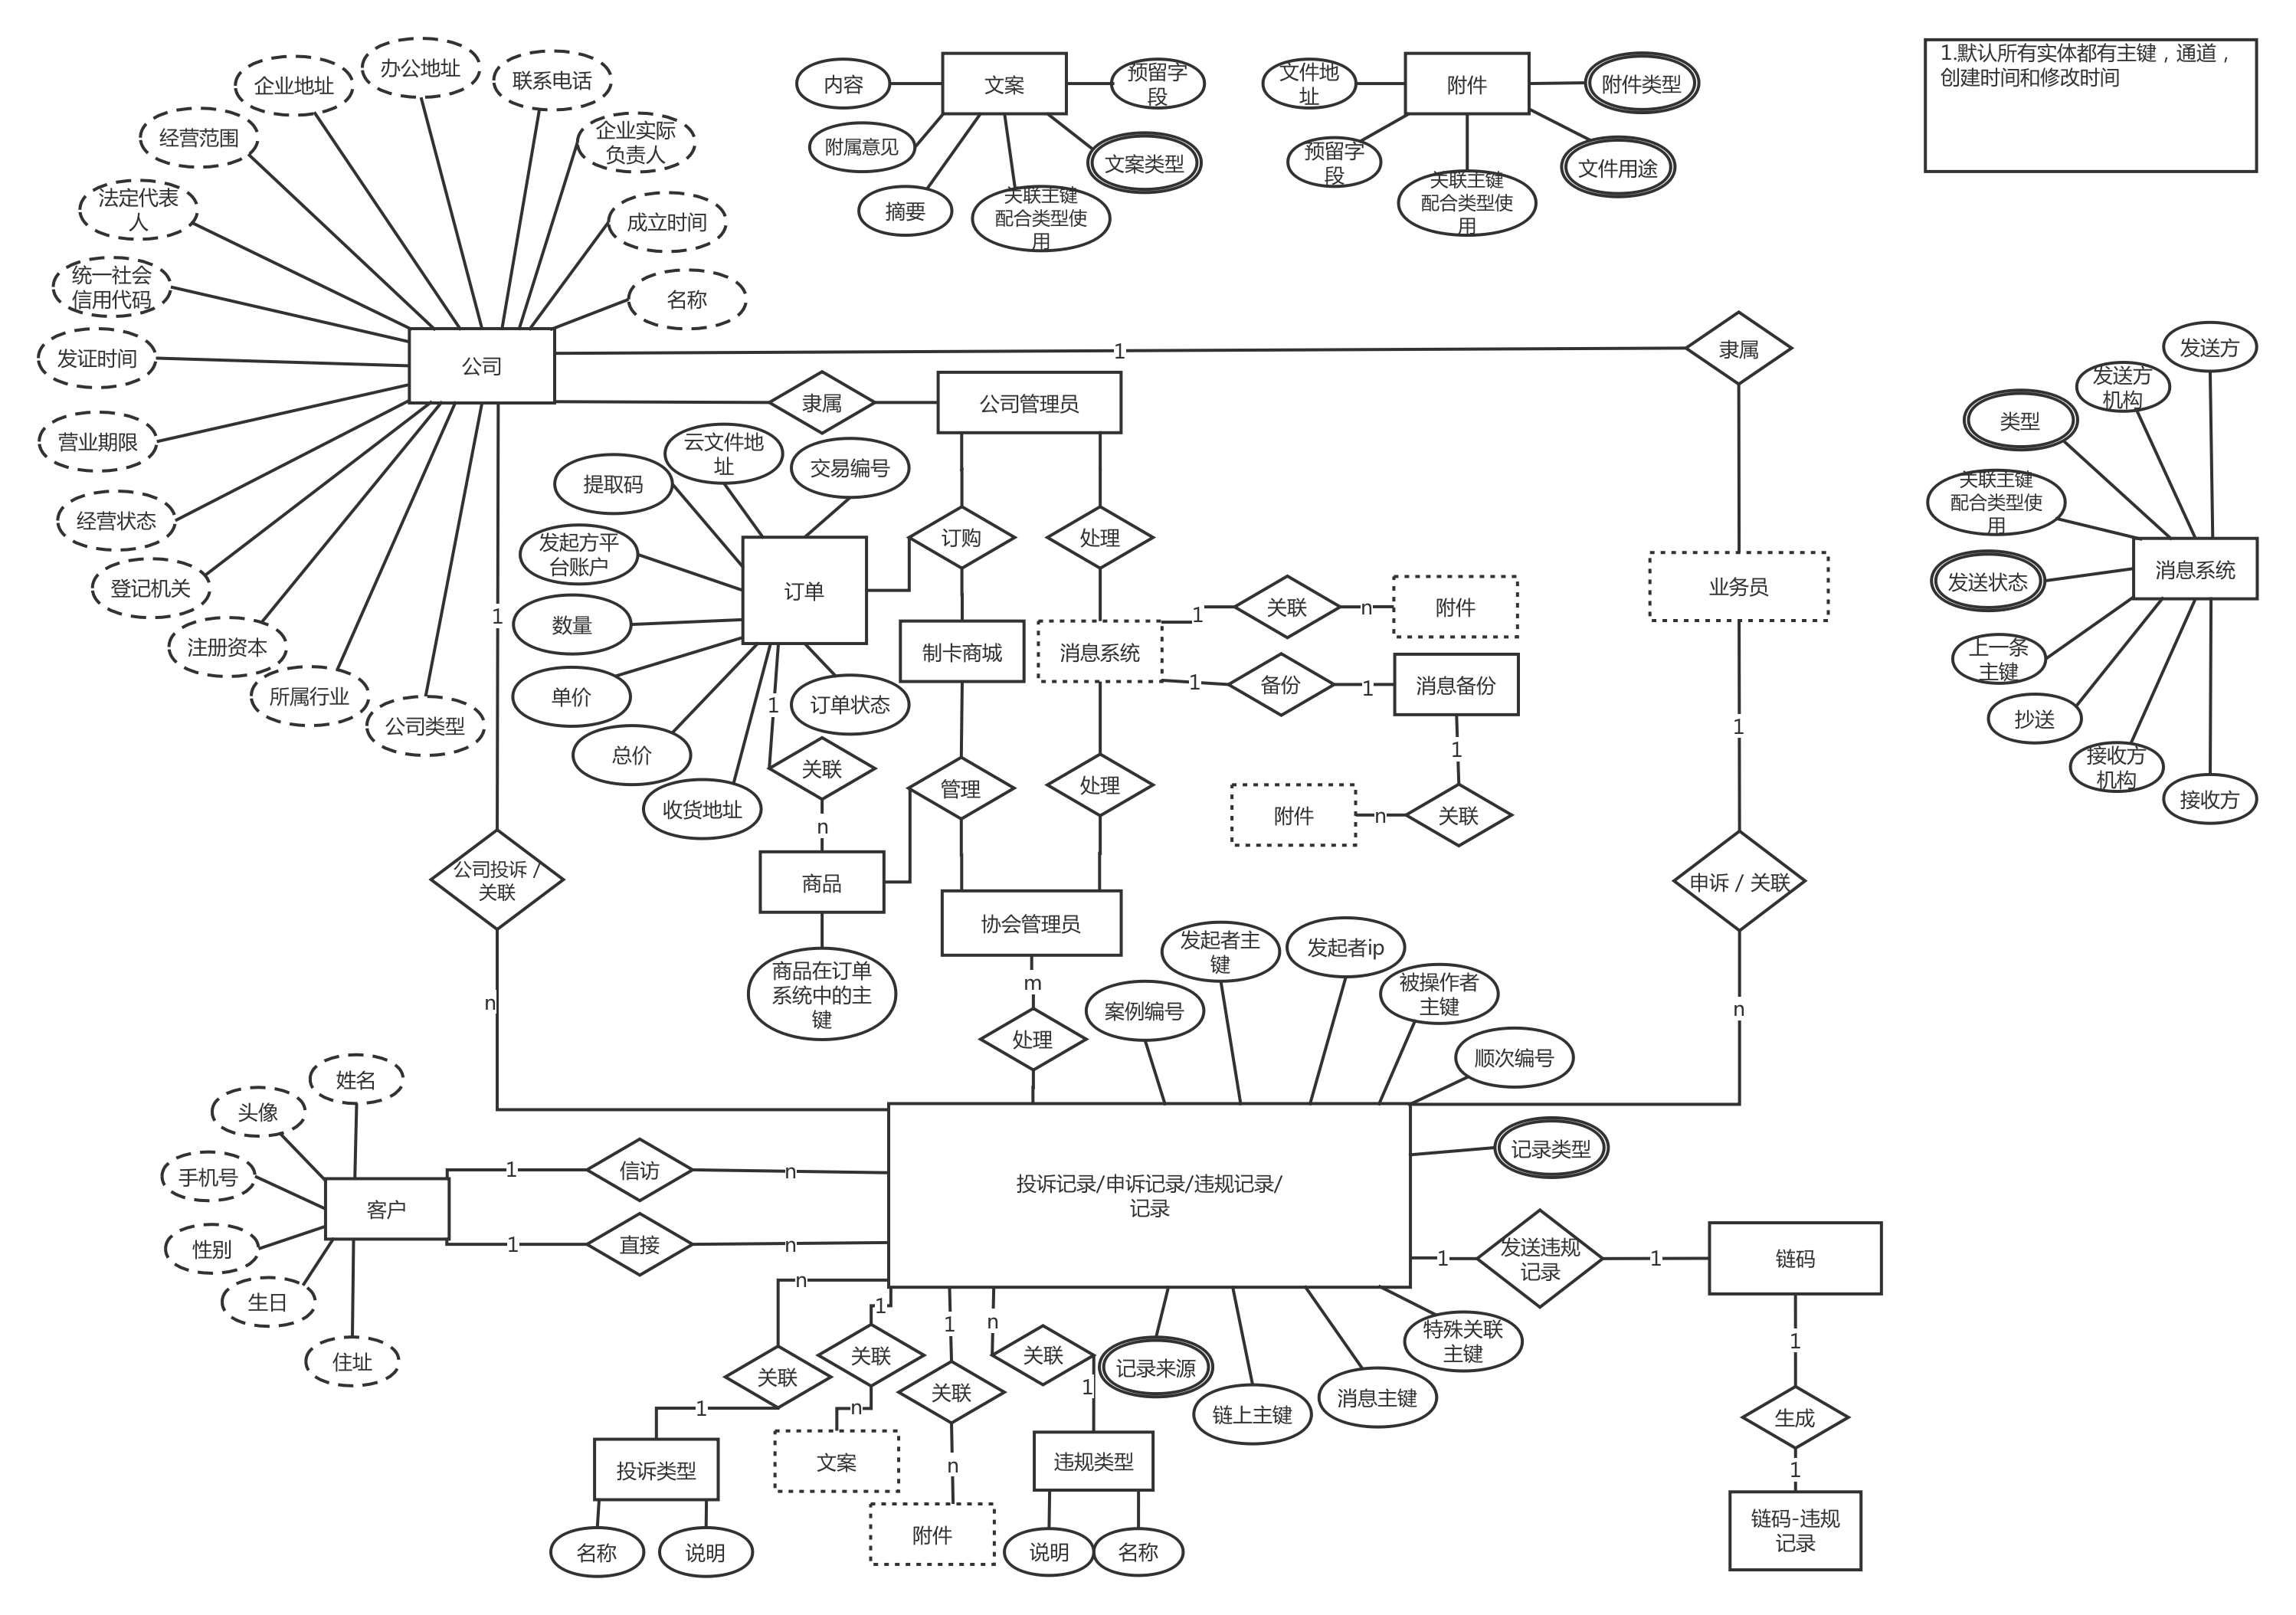 办公地址
企业地址
联系电话
经营范围
企业实际
负责人
法定代表
人
成立时间
统一社会
信用代码
名称
发证时间
公司
营业期限
经营状态
登记机关
注册资本
所属行业
公司类型
内容
文案
预留字
段
附属意见
文案类型
摘要
关联主键
配合类型使
用
文件地
址
附件
附件类型
预留字
段
文件用途
关联主键
配合类型使
用
1.默认所有实体都有主键，通道，
创建时间和修改时间
1
隶属
隶属
公司管理员
云文件地
址
交易编号
提取码
发起方平
台账户
订单
数量
单价
总价
收货地址
订单状态
1
关联
n
商品
商品在订单
系统中的主
键
订购
处理
制卡商城
消息系统
管理
处理
协会管理员
1
关联
n
附件
1
备份
1
消息备份
1
关联
n
附件
业务员
1
申诉 / 关联
n
发送方
发送方
机构
类型
关联主键
配合类型使
用
发送状态
消息系统
上一条
主键
抄送
接收方
机构
接收方
1
公司投诉 /
关联
n
m
处理
案例编号
发起者主
键
发起者ip
被操作者
主键
顺次编号
记录类型
姓名
头像
手机号
客户
性别
生日
住址
1
信访
n
1
直接
n
投诉记录/申诉记录/违规记录/
记录
1
发送违规
记录
1
链码
1
生成
1
链码-违规
记录
n
关联
1
投诉类型
名称
说明
1
关联
n
文案
1
关联
n
附件
n
关联
1
违规类型
说明
名称
记录来源
链上主键
消息主键
特殊关联
主键